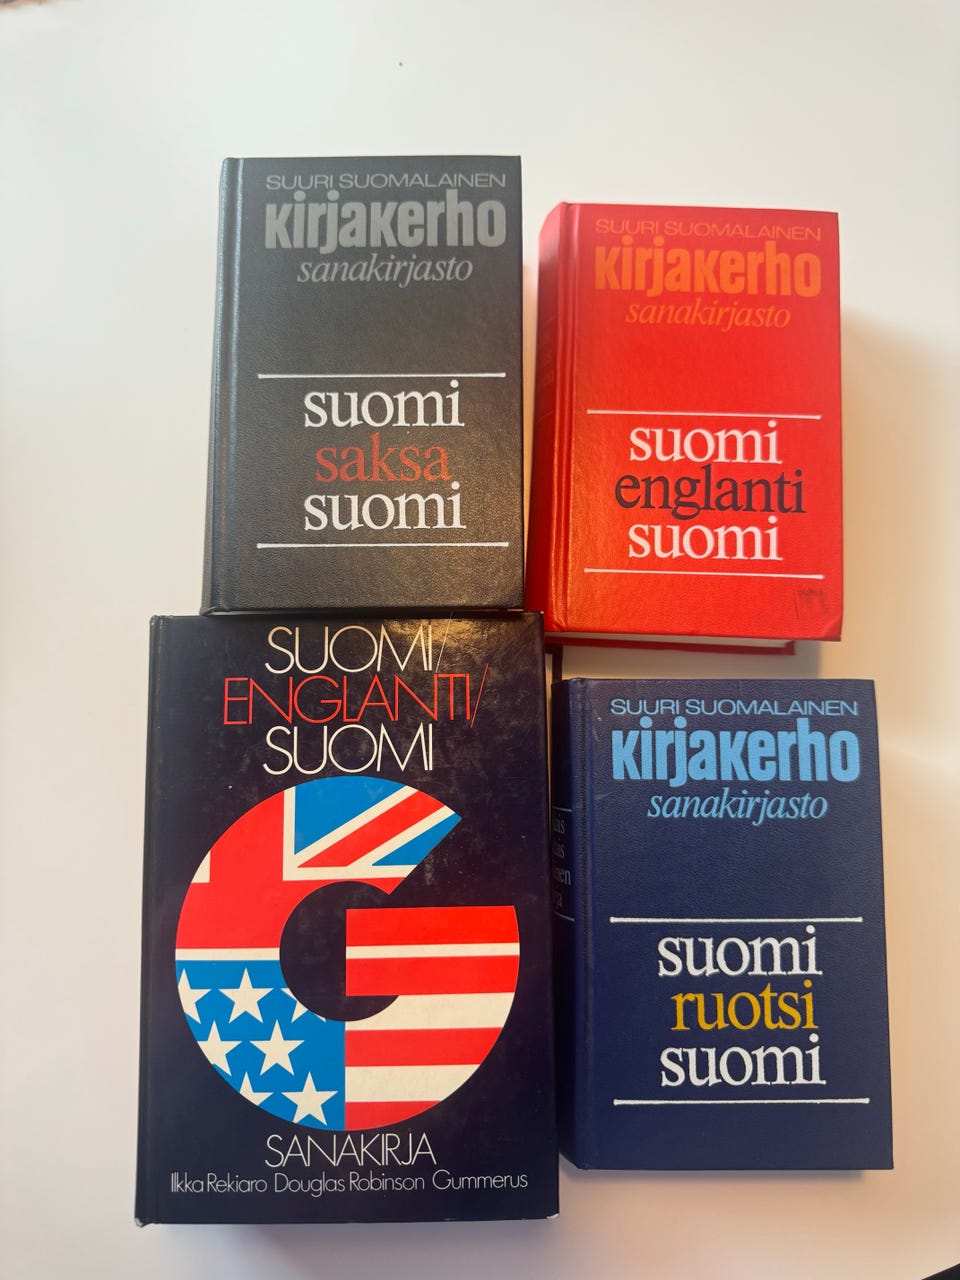 SUURI SUOMALAINEN
kirjakerho
sanakirjasto
suomi
saksa
suomi
SUURI SUOMALAINEN
kirjakerho
sanakirjasto
suomi
englanti
suomi
SUOMI/
ENGLANTI/
SUOMI
SANAKIRJA
Ilkka Rekiaro Douglas Robinson Gummerus
SUURI SUOMALAINEN
kirjakerho
sanakirjasto
suomi
ruotsi
suomi